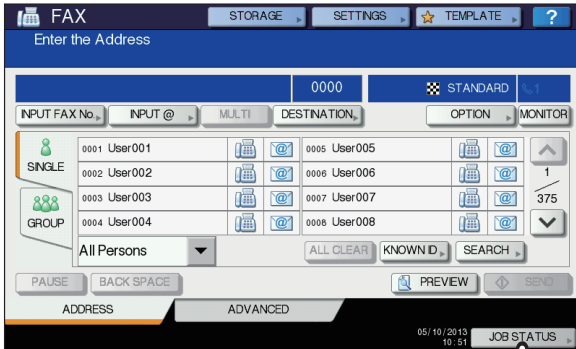 FAX STORAGE SETTINGS TEMPLATE ?
Enter the Address
0000 STANDARD 1
INPUT FAX No. INPUT @ MULTI DESTINATION OPTION MONITOR
SINGLE
0001 User001 0005 User005
0002 User002 0006 User006
1
0003 User003 0007 User007
375
GROUP
0004 User004 0008 User008
All Persons ALL CLEAR KNOWN ID SEARCH
PAUSE BACK SPACE PREVIEW SEND
ADDRESS ADVANCED
05/10/2013
10:51
JOB STATUS